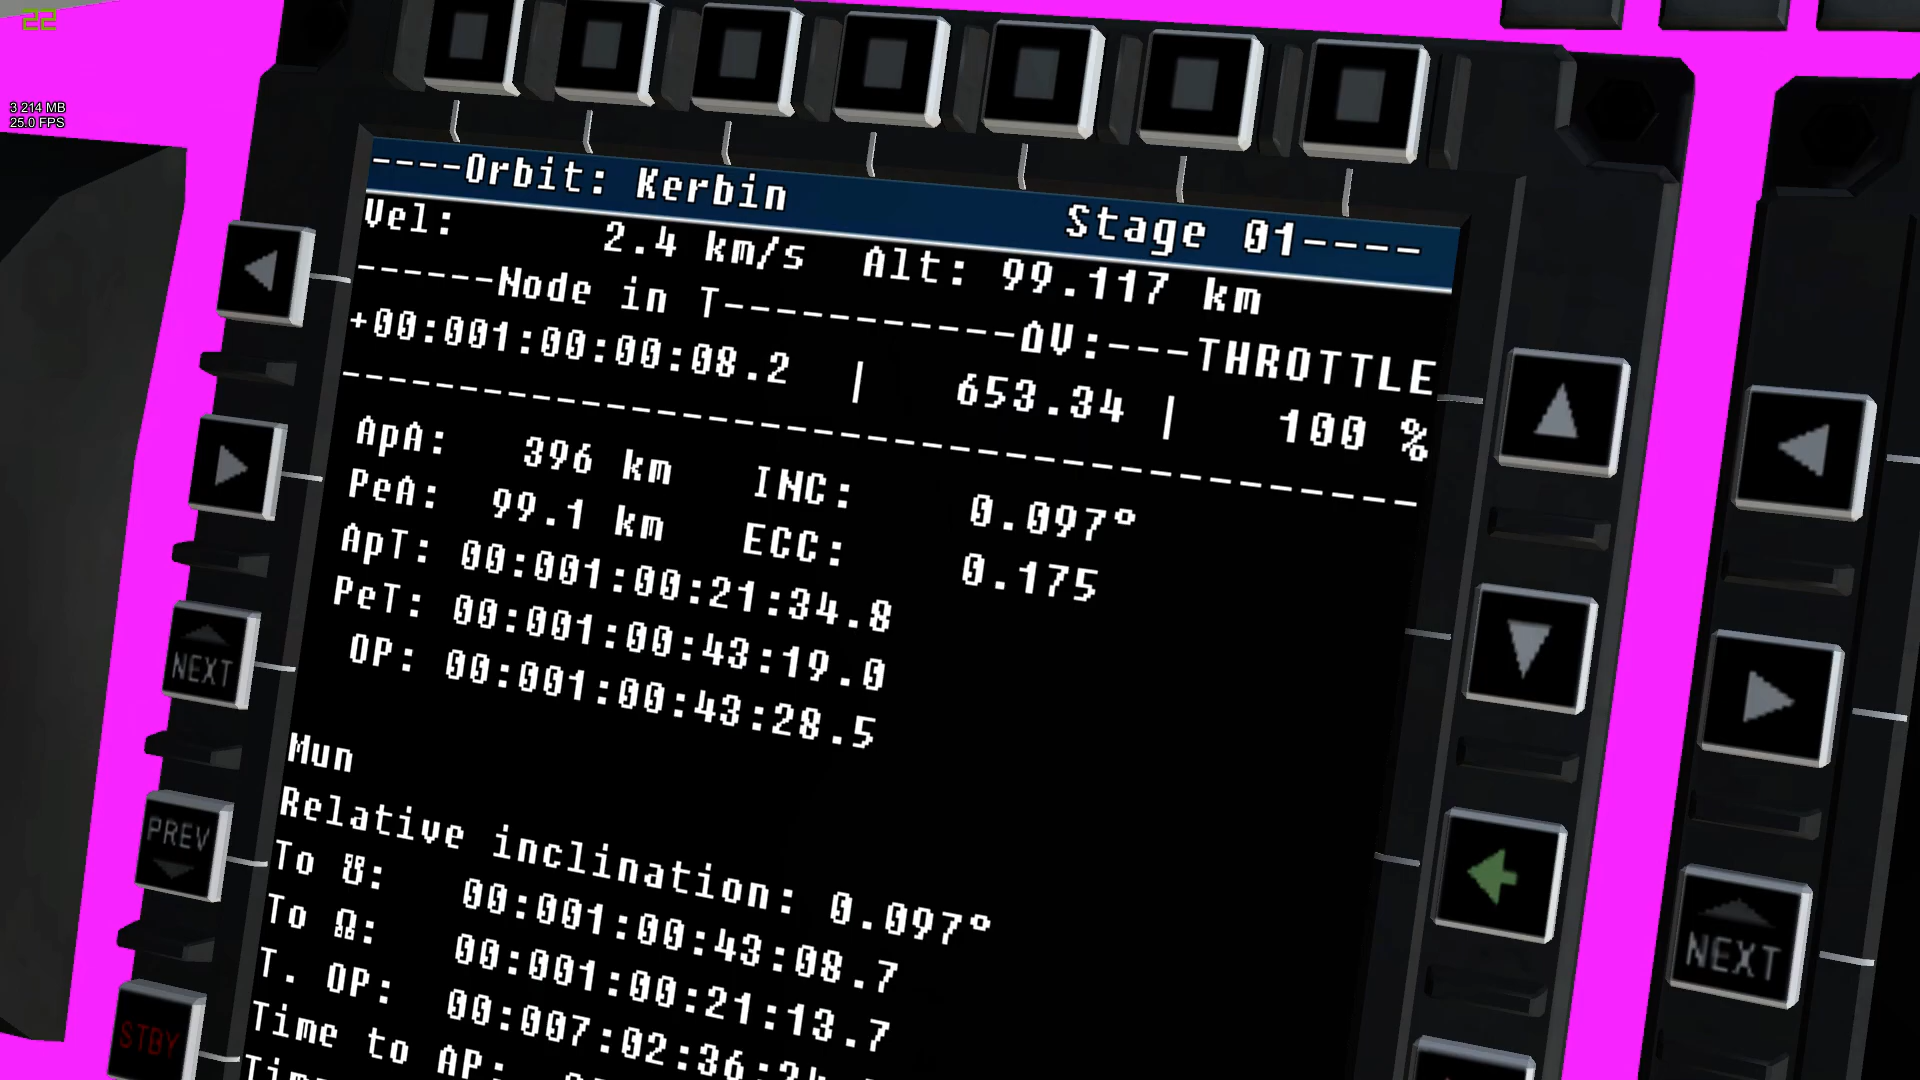 22
3 214 MB
25.0 FPS
----Orbit: Kerbin Stage 01----
Vel: 2.4 km/s Alt: 99.117 km
------Node in T-----------ΔV:---THROTTLE
+00:001:00:00:08.2 | 653.34 | 100 %
ApA: 396 km INC: 0.097°
PeA: 99.1 km ECC: 0.175
ApT: 00:001:00:21:34.8
PeT: 00:001:00:43:19.0
OP: 00:001:00:43:28.5
Mun
Relative inclination: 0.097°
To ☋: 00:001:00:43:08.7
To ☊: 00:001:00:21:13.7
T. OP: 00:007:02:36:
Time to AP:
NEXT
PREV
STBY
NEXT